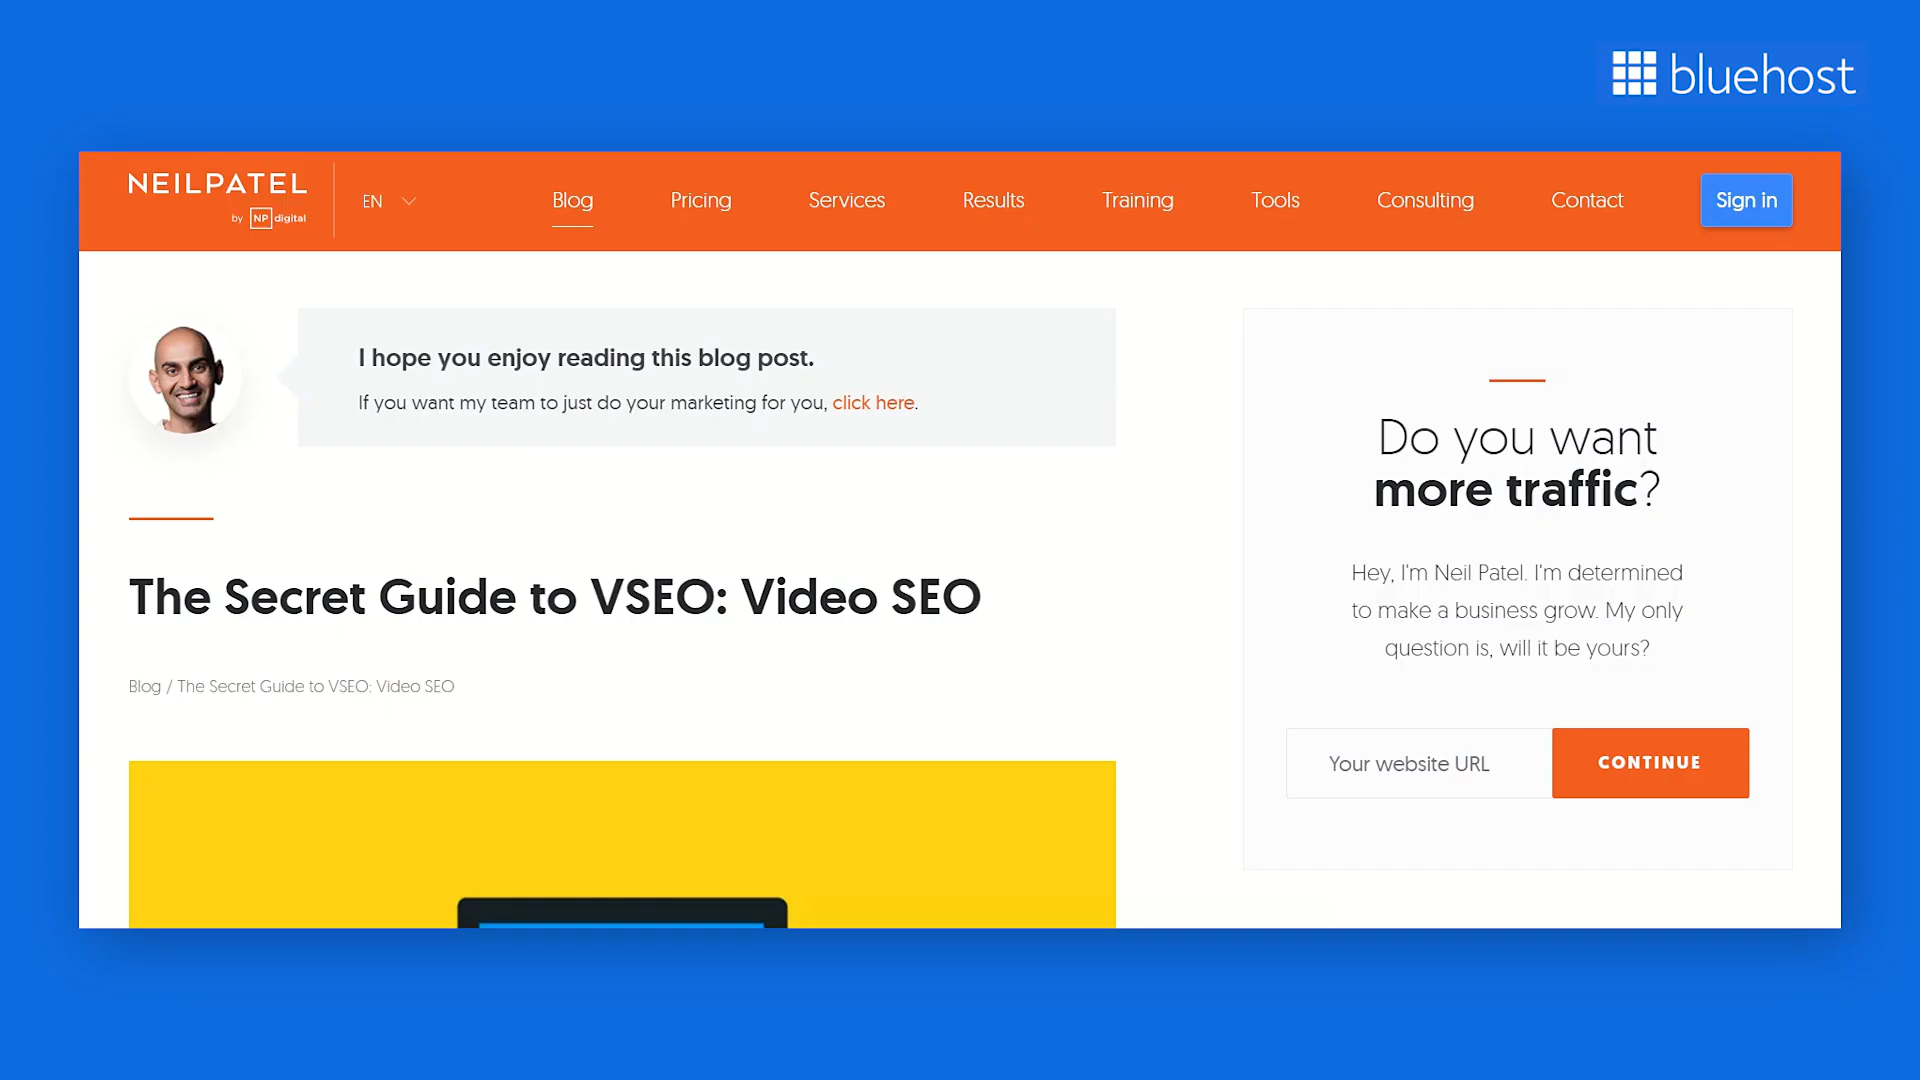 bluehost
NEILPATEL
by NP digital
EN
Blog
Pricing
Services
Results
Training
Tools
Consulting
Contact
Sign in
I hope you enjoy reading this blog post.
If you want my team to just do your marketing for you, click here.
The Secret Guide to VSEO: Video SEO
Blog / The Secret Guide to VSEO: Video SEO
Do you want
more traffic?
Hey, I'm Neil Patel. I'm determined
to make a business grow. My only
question is, will it be yours?
Your website URL
CONTINUE